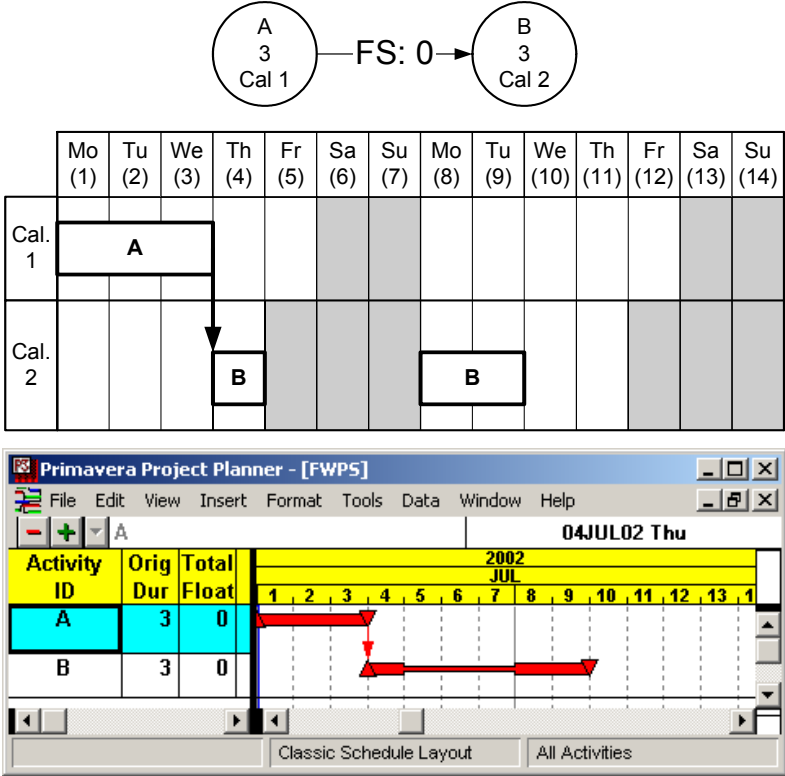 A B
3 FS: 0 3
Cal 1 Cal 2
Mo Tu We Th Fr Sa Su Mo Tu We Th Fr Sa Su
(1) (2) (3) (4) (5) (6) (7) (8) (9) (10) (11) (12) (13) (14)
Cal. 1 A
Cal. 2 B B
Primavera Project Planner - [FWPS]
File Edit View Insert Format Tools Data Window Help
A 04JUL02 Thu
Activity Orig Total 2002
JUL
ID Dur Float 1 2 3 4 5 6 7 8 9 10 11 12 13 1
A 3 0
B 3 0
Classic Schedule Layout All Activities